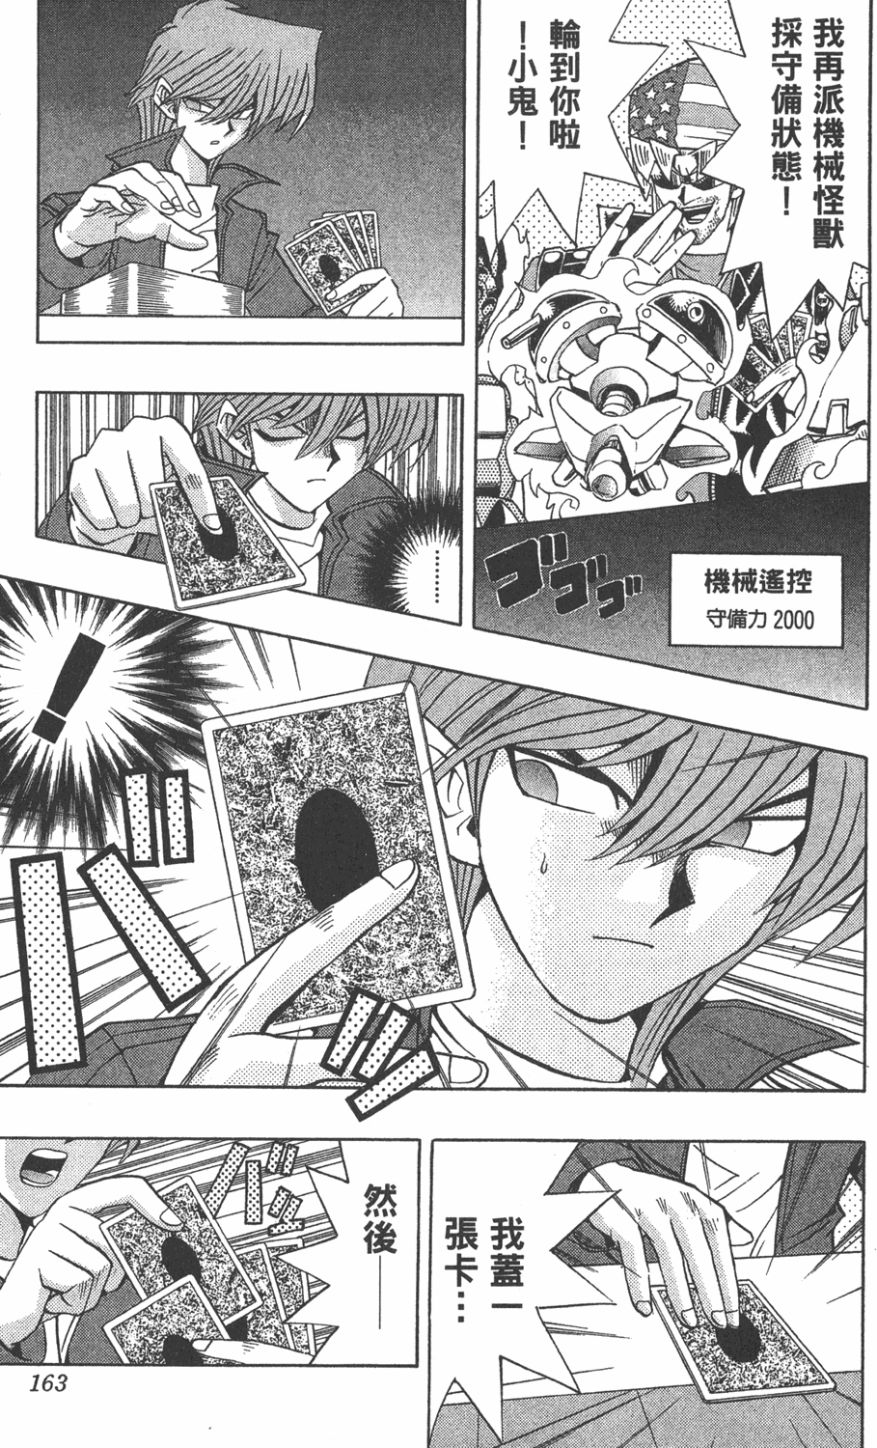 我再派機械怪獸
採守備狀態！
輪到你啦
！小鬼！
機械遙控
守備力 2000
ゴゴゴ
⋯⋯
！
我蓋一
張卡⋯
然後——
163